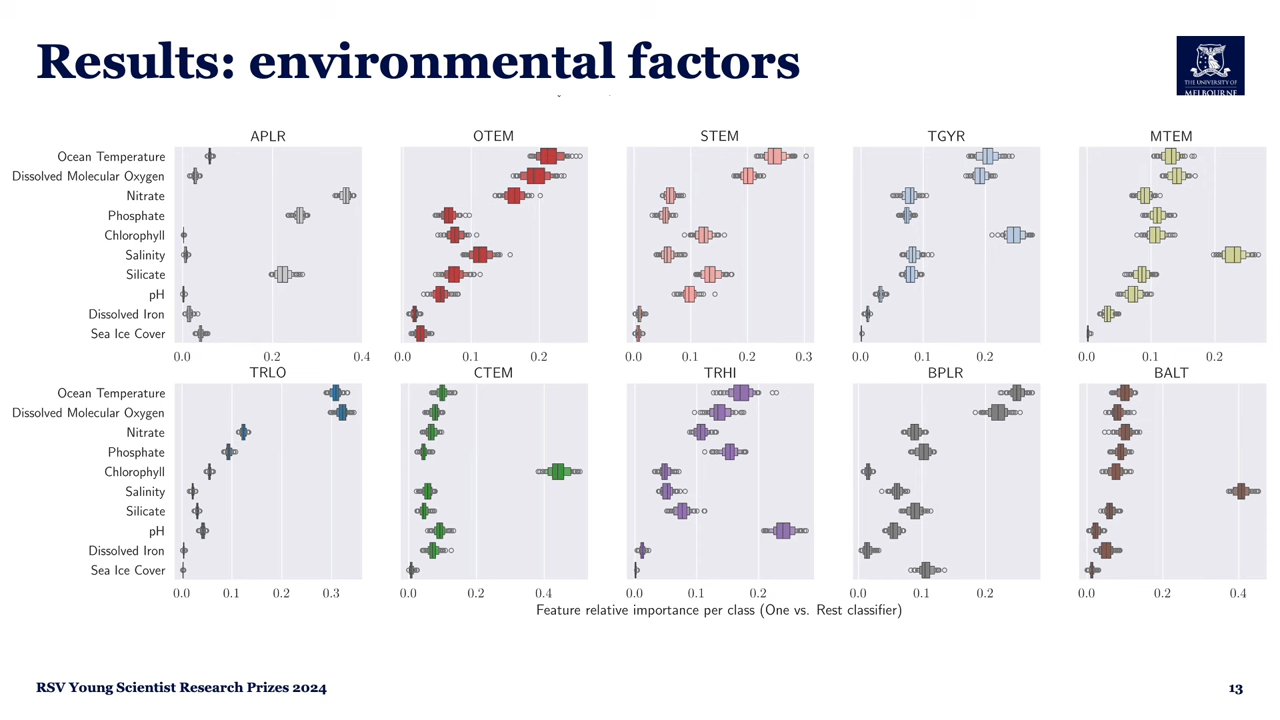 Results: environmental factors
THE UNIVERSITY OF
MELBOURNE
APLR OTEM STEM TGYR MTEM
Ocean Temperature
Dissolved Molecular Oxygen
Nitrate
Phosphate
Chlorophyll
Salinity
Silicate
pH
Dissolved Iron
Sea Ice Cover
0.0 0.2 0.4 0.0 0.1 0.2 0.0 0.1 0.2 0.3 0.0 0.1 0.2 0.0 0.1 0.2
TRLO CTEM TRHI BPLR BALT
Ocean Temperature
Dissolved Molecular Oxygen
Nitrate
Phosphate
Chlorophyll
Salinity
Silicate
pH
Dissolved Iron
Sea Ice Cover
0.0 0.1 0.2 0.3 0.0 0.2 0.4 0.0 0.1 0.2 0.0 0.1 0.2 0.0 0.2 0.4
Feature relative importance per class (One vs. Rest classifier)
RSV Young Scientist Research Prizes 2024
13